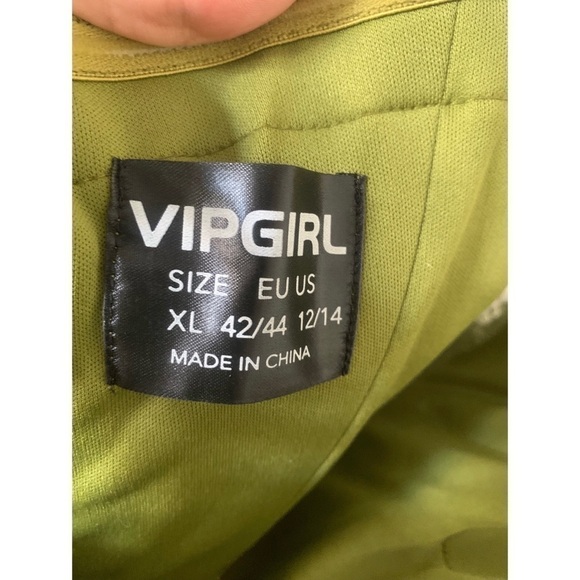 VIPGIRL
SIZE EU US
XL 42/44 12/14
MADE IN CHINA